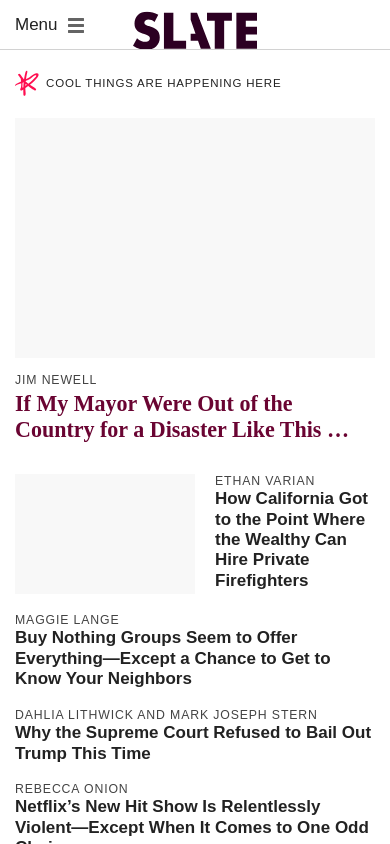 Menu
SLATE
COOL THINGS ARE HAPPENING HERE
JIM NEWELL
If My Mayor Were Out of the
Country for a Disaster Like This …
ETHAN VARIAN
How California Got
to the Point Where
the Wealthy Can
Hire Private
Firefighters
MAGGIE LANGE
Buy Nothing Groups Seem to Offer
Everything—Except a Chance to Get to
Know Your Neighbors
DAHLIA LITHWICK AND MARK JOSEPH STERN
Why the Supreme Court Refused to Bail Out
Trump This Time
REBECCA ONION
Netflix’s New Hit Show Is Relentlessly
Violent—Except When It Comes to One Odd